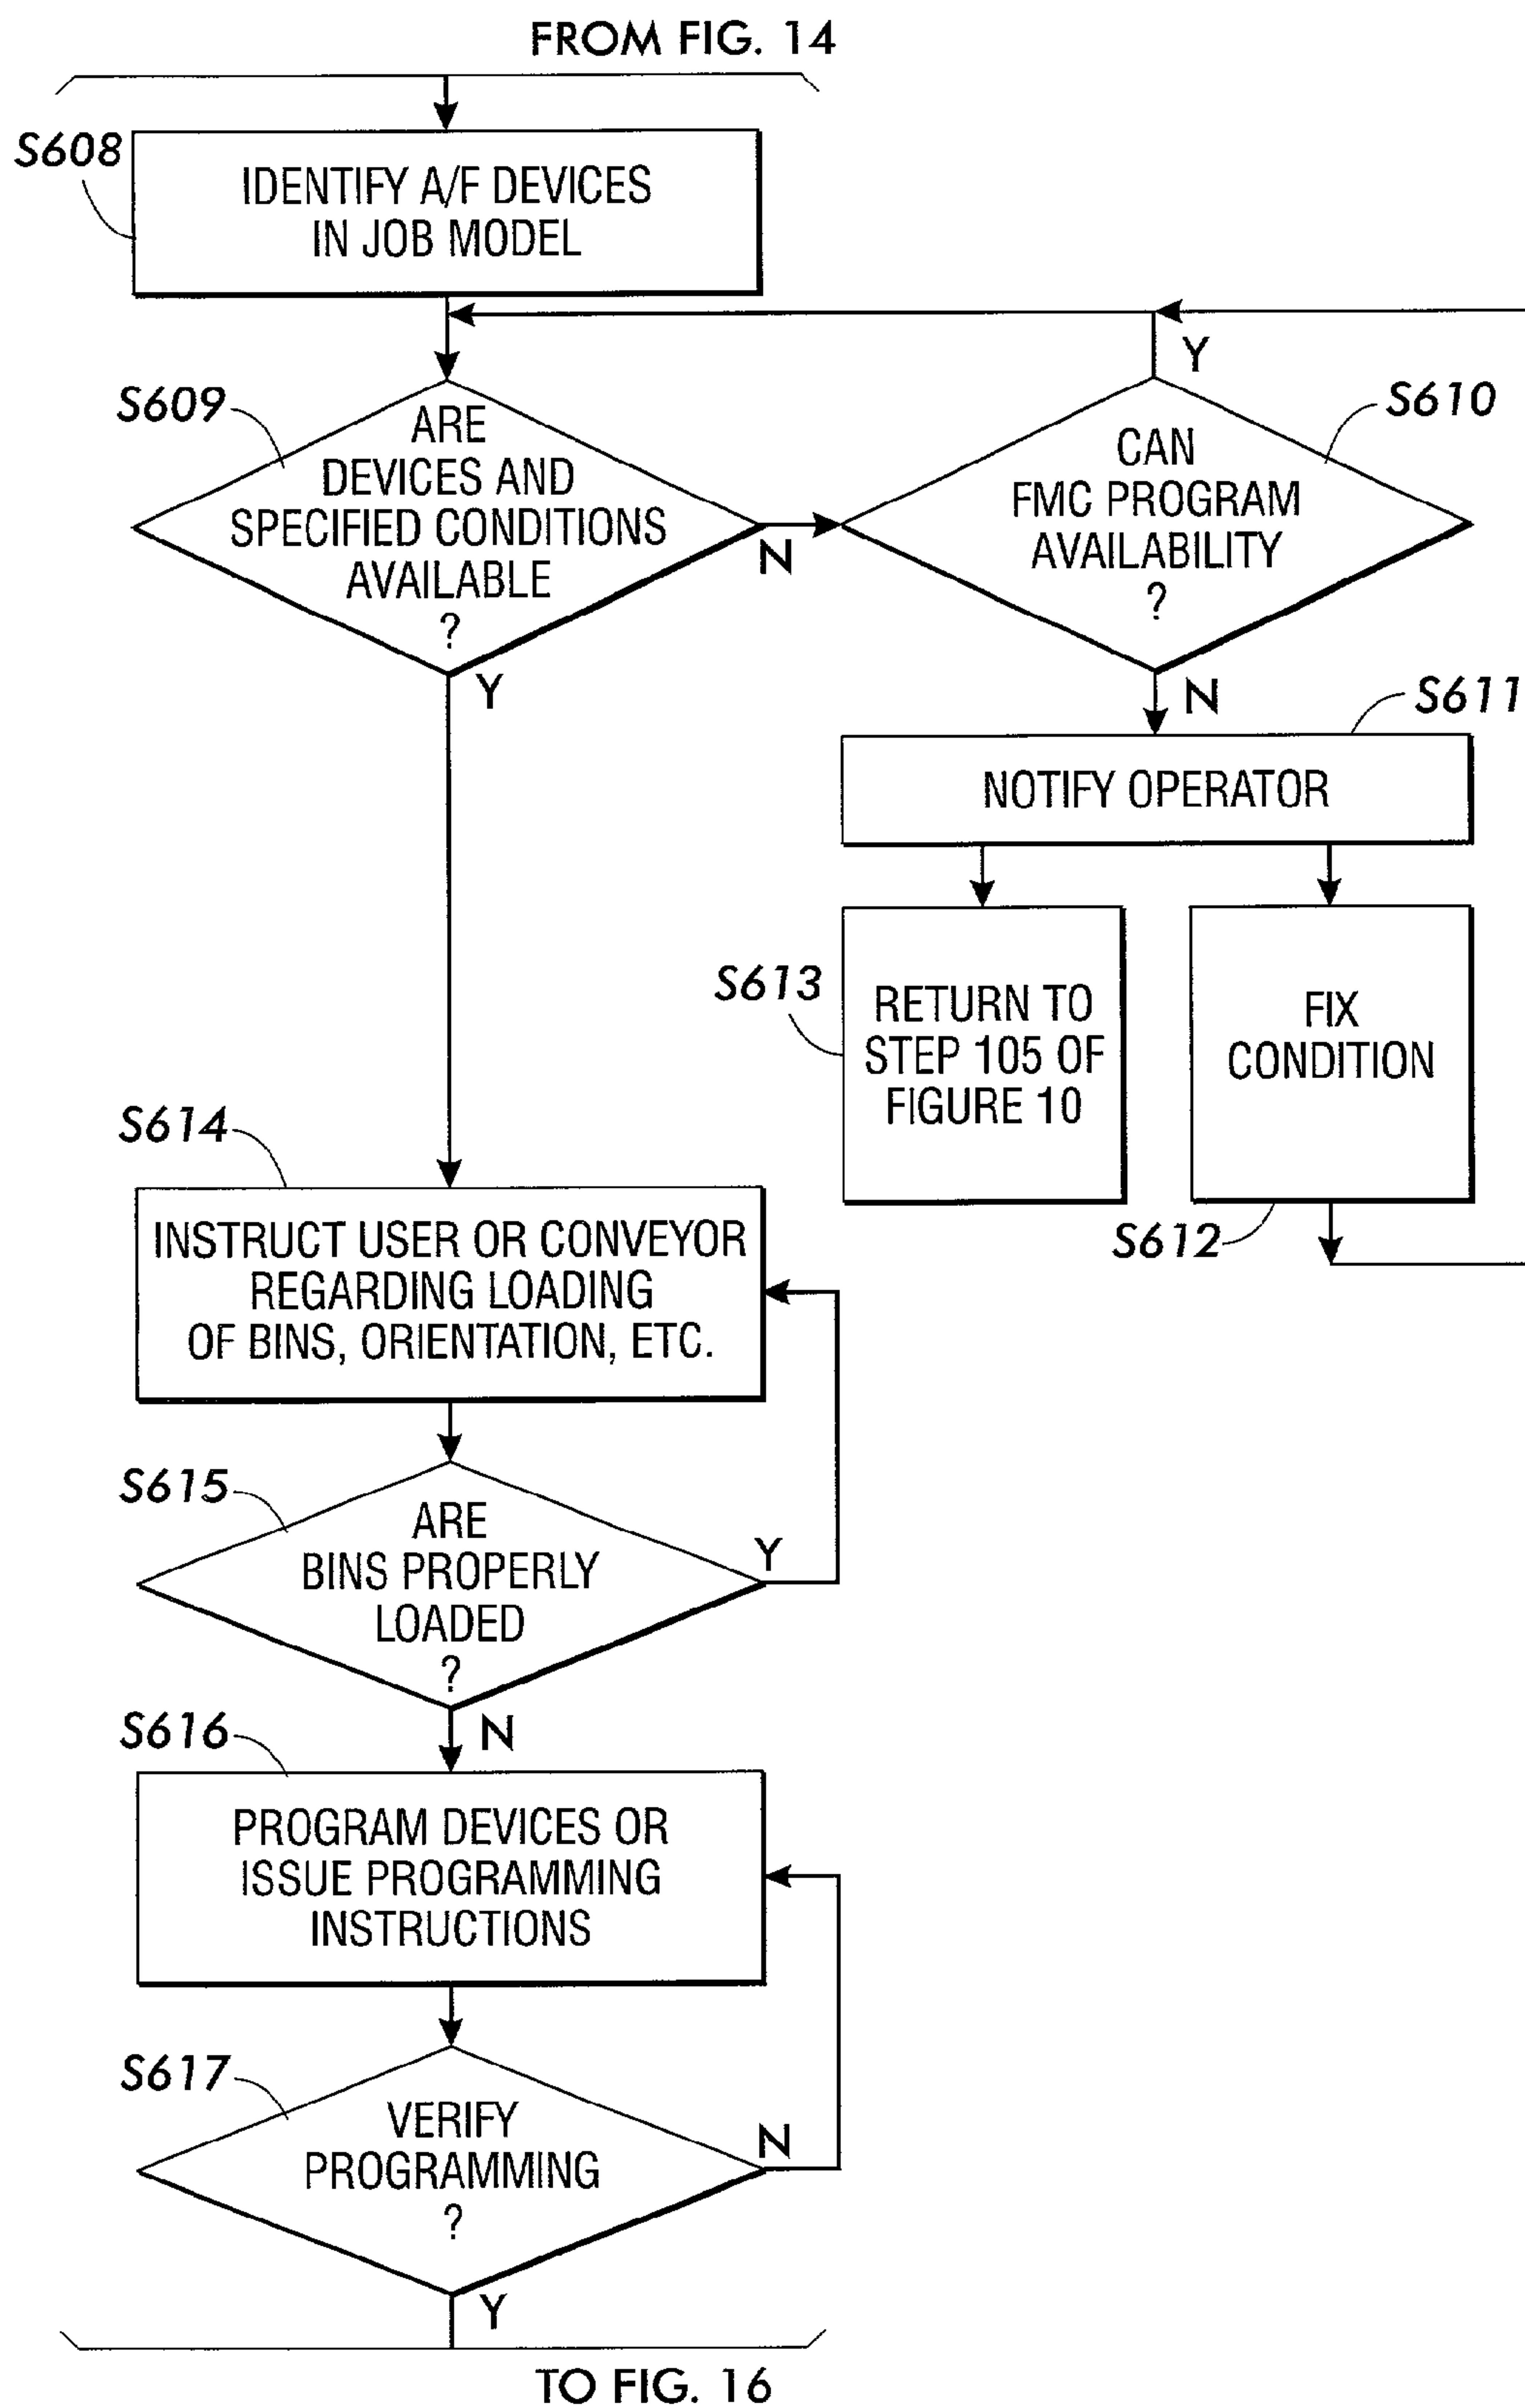 FROM FIG. 14
S608
IDENTIFY A/F DEVICES
IN JOB MODEL
S609
ARE
DEVICES AND
SPECIFIED CONDITIONS
AVAILABLE
?
N
Y
S610
CAN
FMC PROGRAM
AVAILABILITY
?
Y
N
S611
NOTIFY OPERATOR
S613
RETURN TO
STEP 105 OF
FIGURE 10
FIX
CONDITION
S612
S614
INSTRUCT USER OR CONVEYOR
REGARDING LOADING
OF BINS, ORIENTATION, ETC.
S615
ARE
BINS PROPERLY
LOADED
?
Y
N
S616
PROGRAM DEVICES OR
ISSUE PROGRAMMING
INSTRUCTIONS
S617
VERIFY
PROGRAMMING
?
N
Y
TO FIG. 16